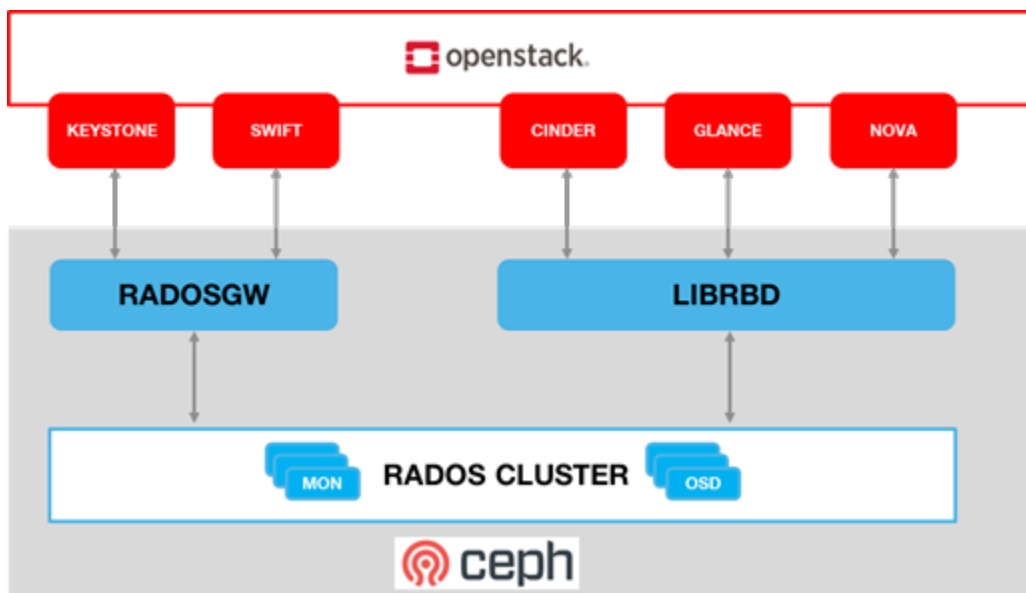 openstack.
KEYSTONE
SWIFT
CINDER
GLANCE
NOVA
RADOSGW
LIBRBD
MON
RADOS CLUSTER
OSD
ceph